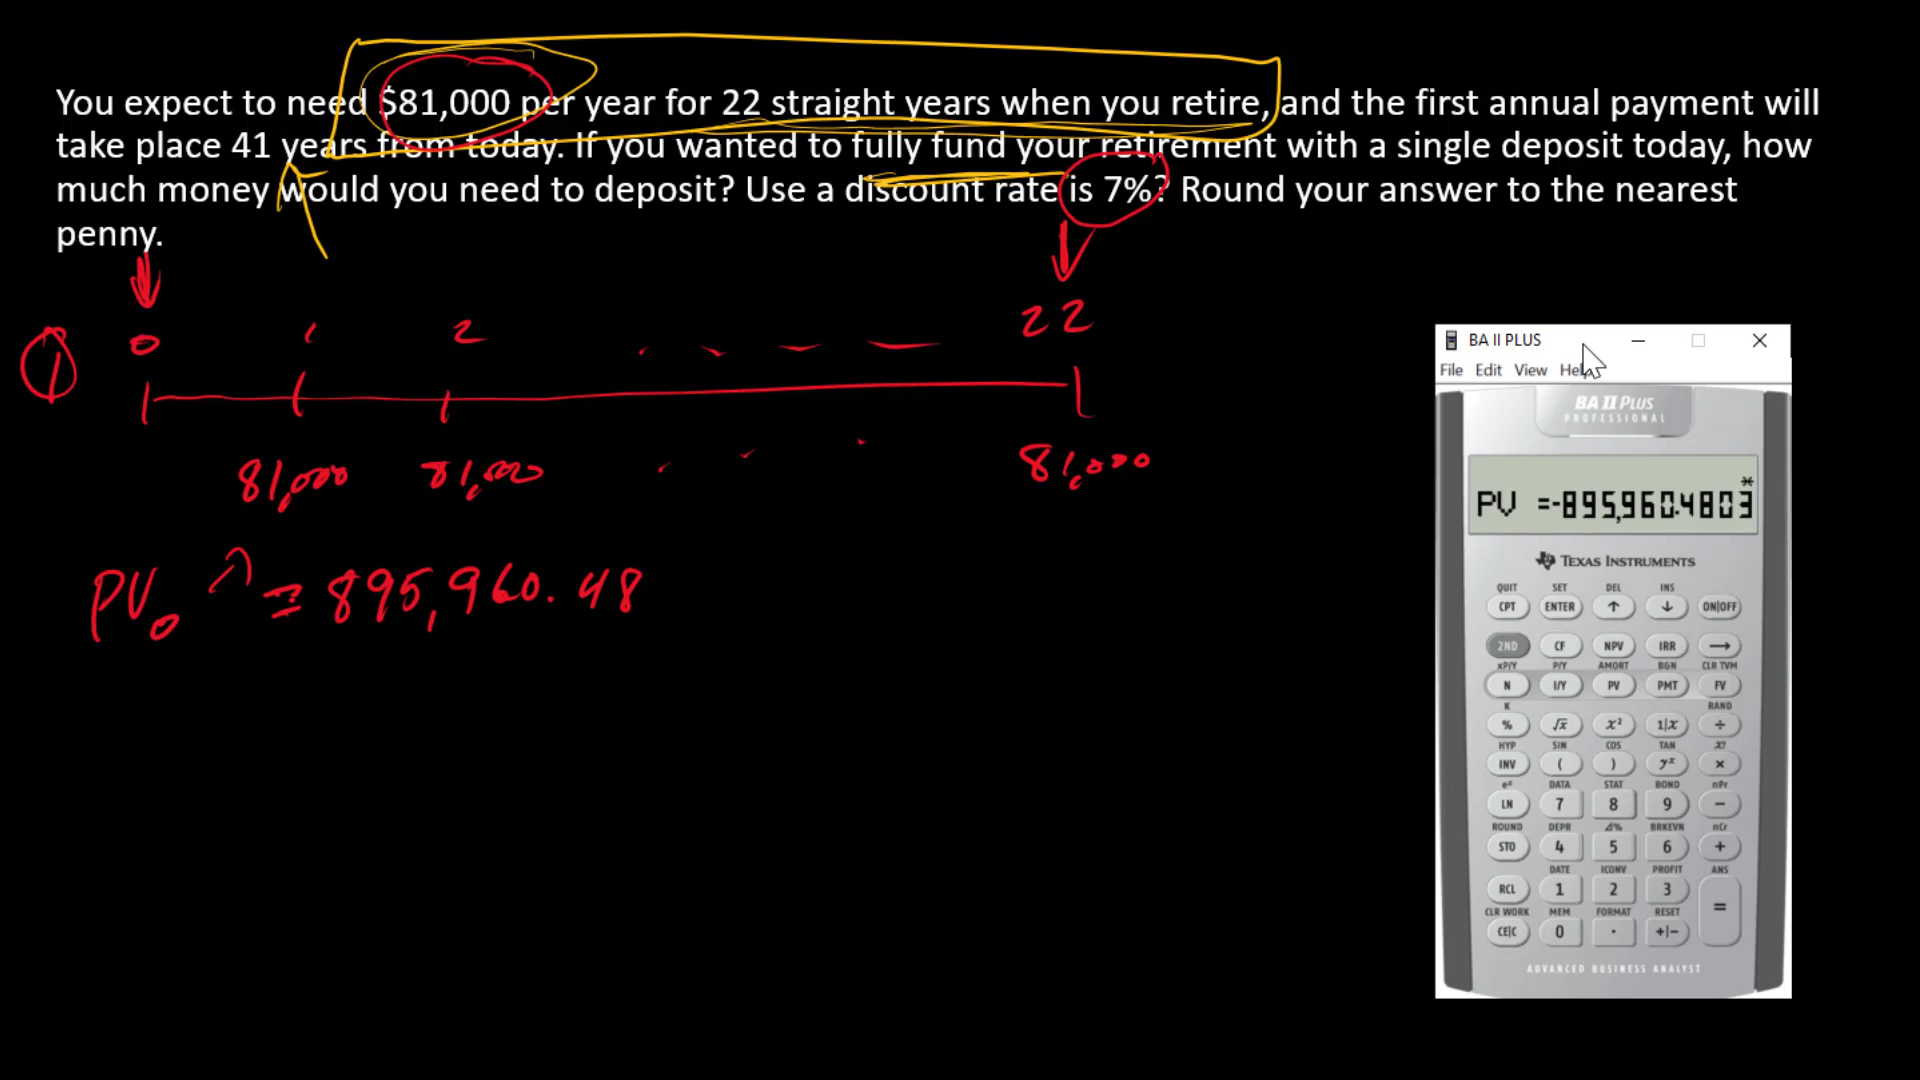 You expect to need $81,000 per year for 22 straight years when you retire, and the first annual payment will
take place 41 years from today. If you wanted to fully fund your retirement with a single deposit today, how
much money would you need to deposit? Use a discount rate is 7%? Round your answer to the nearest
penny.
① 0 1 2 . - - - 22
81,000 81,000 . . . 81,000
PV₀ = 895,960.48
BA II PLUS
File Edit View Help
BA II PLUS
PROFESSIONAL
PV =-895,960.4803
*
TEXAS INSTRUMENTS
QUIT SET DEL INS
CPT ENTER ↑ ↓ ON|OFF
2ND CF NPV IRR →
xP/Y P/Y AMORT BGN CLR TVM
N I/Y PV PMT FV
K RAND
% √x x² 1/x ÷
HYP SIN COS TAN x!
INV ( ) yˣ ×
eˣ DATA STAT BOND nPr
LN 7 8 9 −
ROUND DEPR Δ% BRKEVN nCr
STO 4 5 6 +
DATE ICONV PROFIT ANS
RCL 1 2 3 =
CLR WORK MEM FORMAT RESET
CE|C 0 . +|−
ADVANCED BUSINESS ANALYST